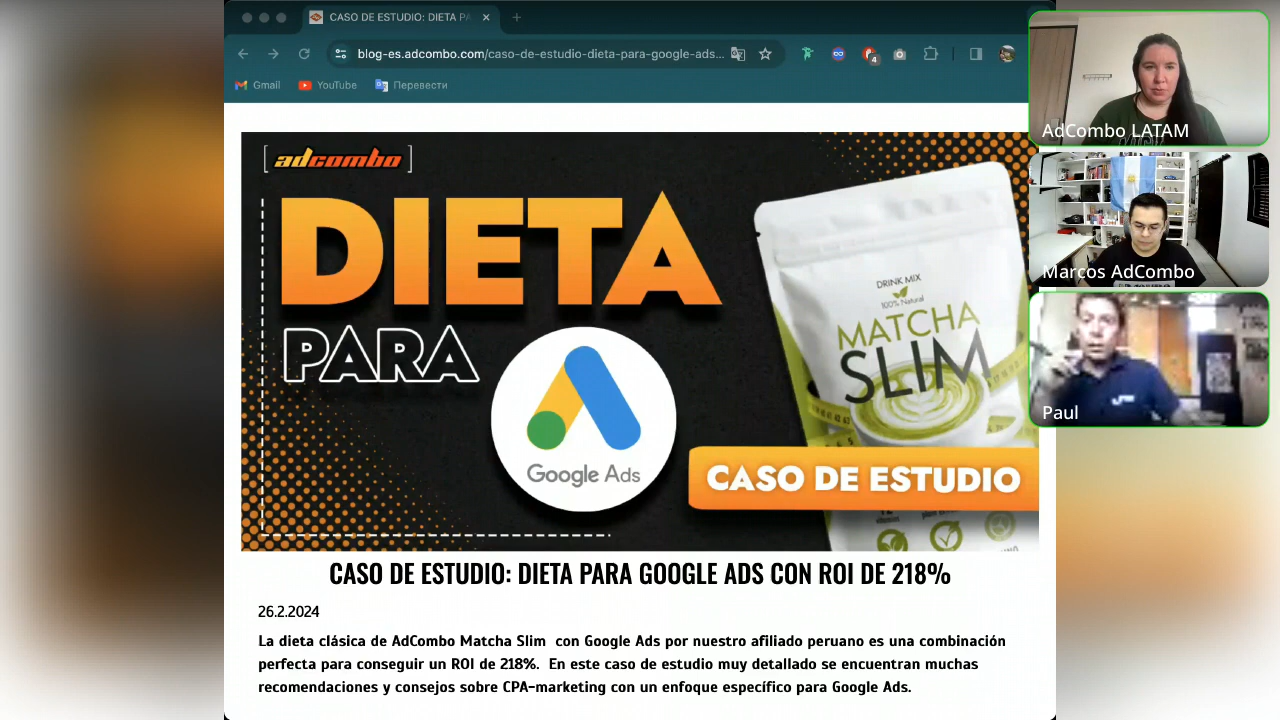 CASO DE ESTUDIO: DIETA PA
blog-es.adcombo.com/caso-de-estudio-dieta-para-google-ads...
4
Gmail
YouTube
Перевести
[adcombo]
DIETA
PARA
Google Ads
DRINK MIX
100% Natural
MATCHA
SLIM
CASO DE ESTUDIO
CASO DE ESTUDIO: DIETA PARA GOOGLE ADS CON ROI DE 218%
26.2.2024
La dieta clásica de AdCombo Matcha Slim con Google Ads por nuestro afiliado peruano es una combinación
perfecta para conseguir un ROI de 218%. En este caso de estudio muy detallado se encuentran muchas
recomendaciones y consejos sobre CPA-marketing con un enfoque específico para Google Ads.
AdCombo LATAM
Marcos AdCombo
Paul